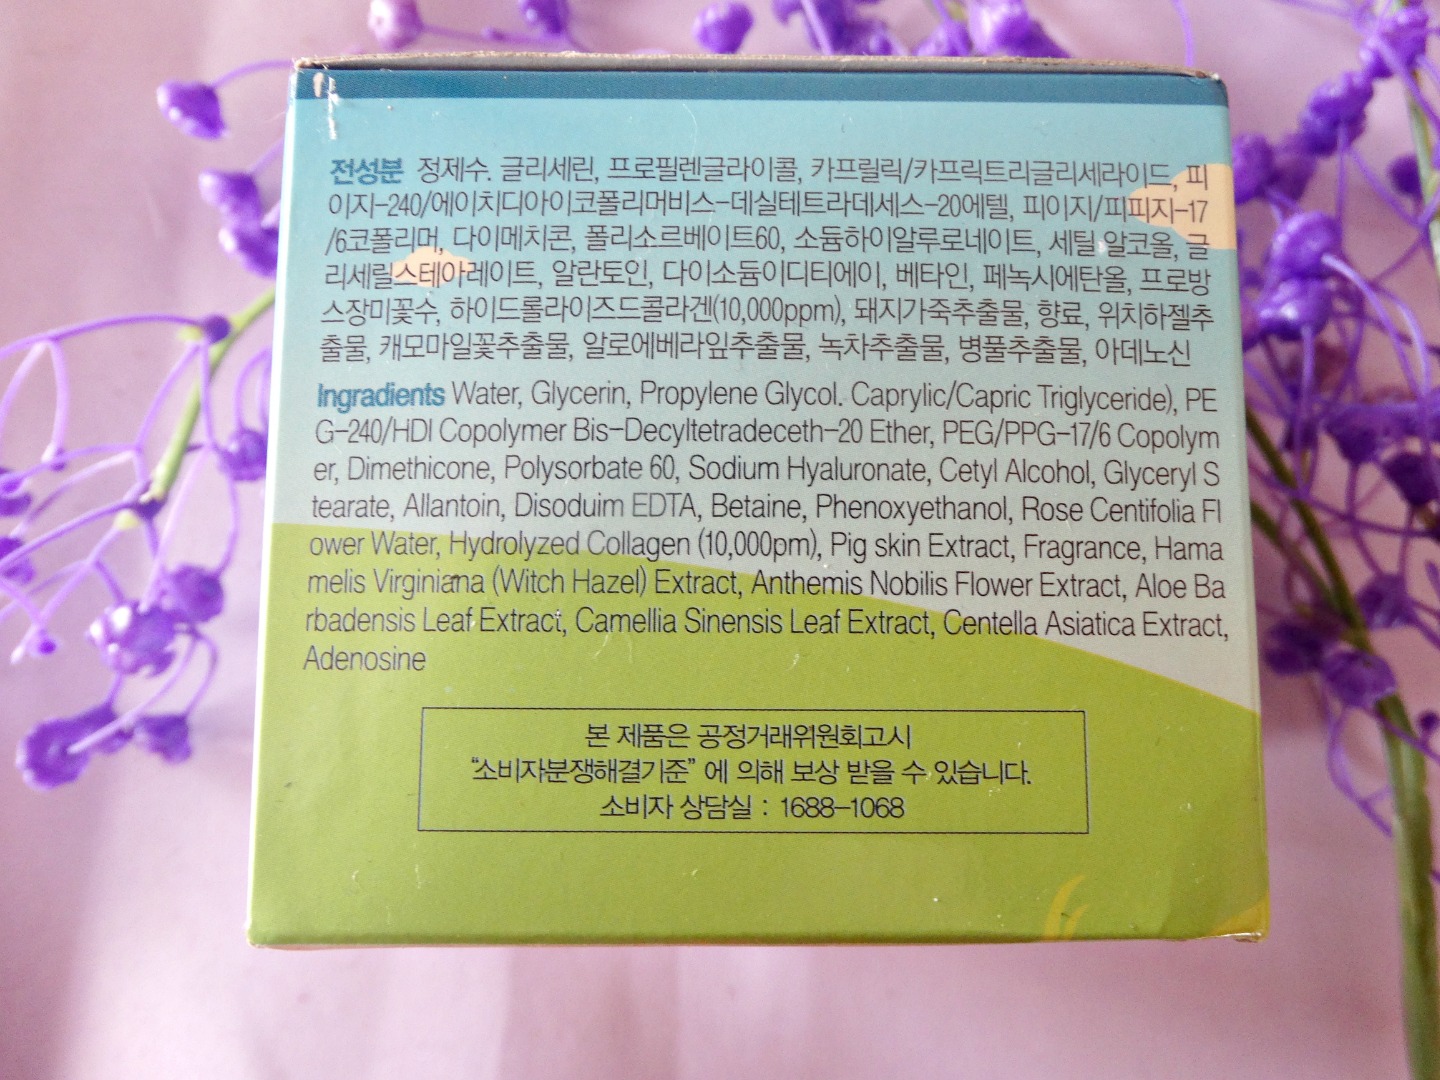 전성분 정제수. 글리세린, 프로필렌글라이콜, 카프릴릭/카프릭트리글리세라이드, 피
이지-240/에이치디아이코폴리머비스-데실테트라데세스-20에텔, 피이지/피피지-17
/6코폴리머, 다이메치콘, 폴리소르베이트60, 소듐하이알루로네이트, 세틸 알코올, 글
리세릴스테아레이트, 알란토인, 다이소듐이디티에이, 베타인, 페녹시에탄올, 프로방
스장미꽃수, 하이드롤라이즈드콜라겐(10,000ppm), 돼지가죽추출물, 향료, 위치하젤추
출물, 캐모마일꽃추출물, 알로에베라잎추출물, 녹차추출물, 병풀추출물, 아데노신
Ingradients Water, Glycerin, Propylene Glycol. Caprylic/Capric Triglyceride), PE
G-240/HDI Copolymer Bis-Decyltetradeceth-20 Ether, PEG/PPG-17/6 Copolym
er, Dimethicone, Polysorbate 60, Sodium Hyaluronate, Cetyl Alcohol, Glyceryl S
tearate, Allantoin, Disoduim EDTA, Betaine, Phenoxyethanol, Rose Centifolia Fl
ower Water, Hydrolyzed Collagen (10,000pm), Pig skin Extract, Fragrance, Hama
melis Virginiana (Witch Hazel) Extract, Anthemis Nobilis Flower Extract, Aloe Ba
rbadensis Leaf Extract, Camellia Sinensis Leaf Extract, Centella Asiatica Extract,
Adenosine
본 제품은 공정거래위원회고시
“소비자분쟁해결기준” 에 의해 보상 받을 수 있습니다.
소비자 상담실 : 1688-1068